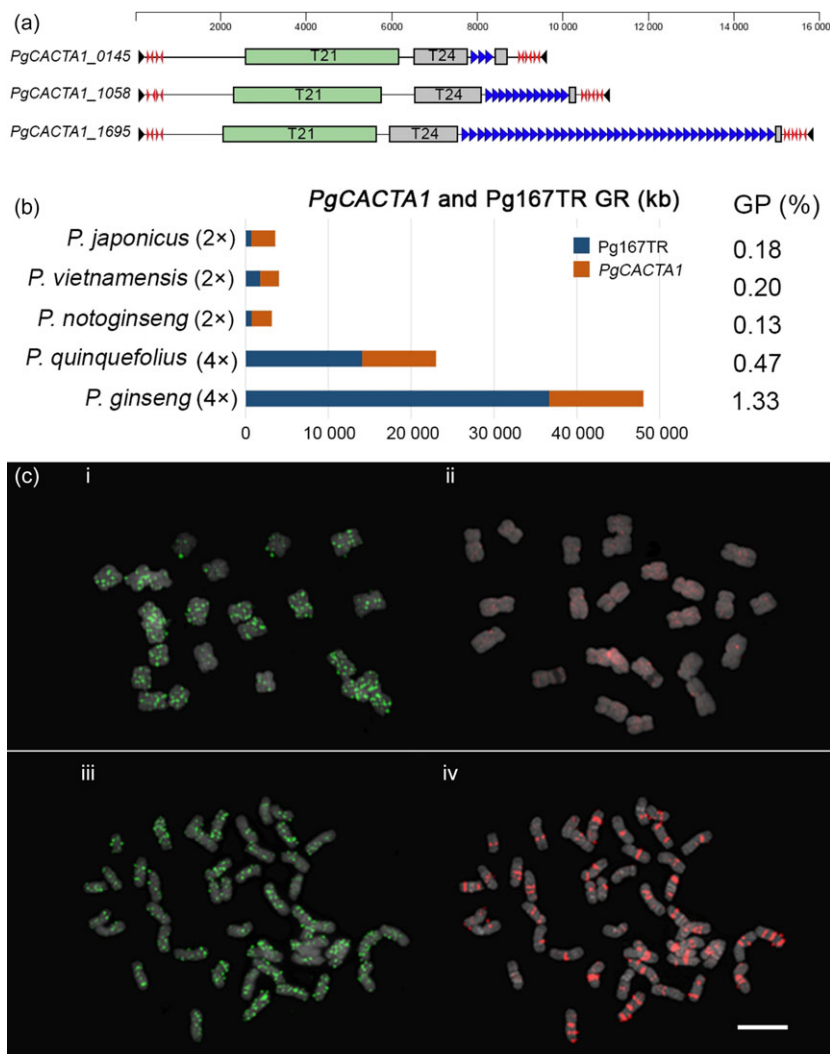 (a)
0 2000 4000 6000 8000 10 000 12 000 14 000 16 000
PgCACTA1_0145 T21 T24
PgCACTA1_1058 T21 T24
PgCACTA1_1695 T21 T24
(b) PgCACTA1 and Pg167TR GR (kb) GP (%)
P. japonicus (2×) 0.18
Pg167TR
PgCACTA1
P. vietnamensis (2×) 0.20
P. notoginseng (2×) 0.13
P. quinquefolius (4×) 0.47
P. ginseng (4×) 1.33
0 10 000 20 000 30 000 40 000 50 000
(c) i ii
iii iv